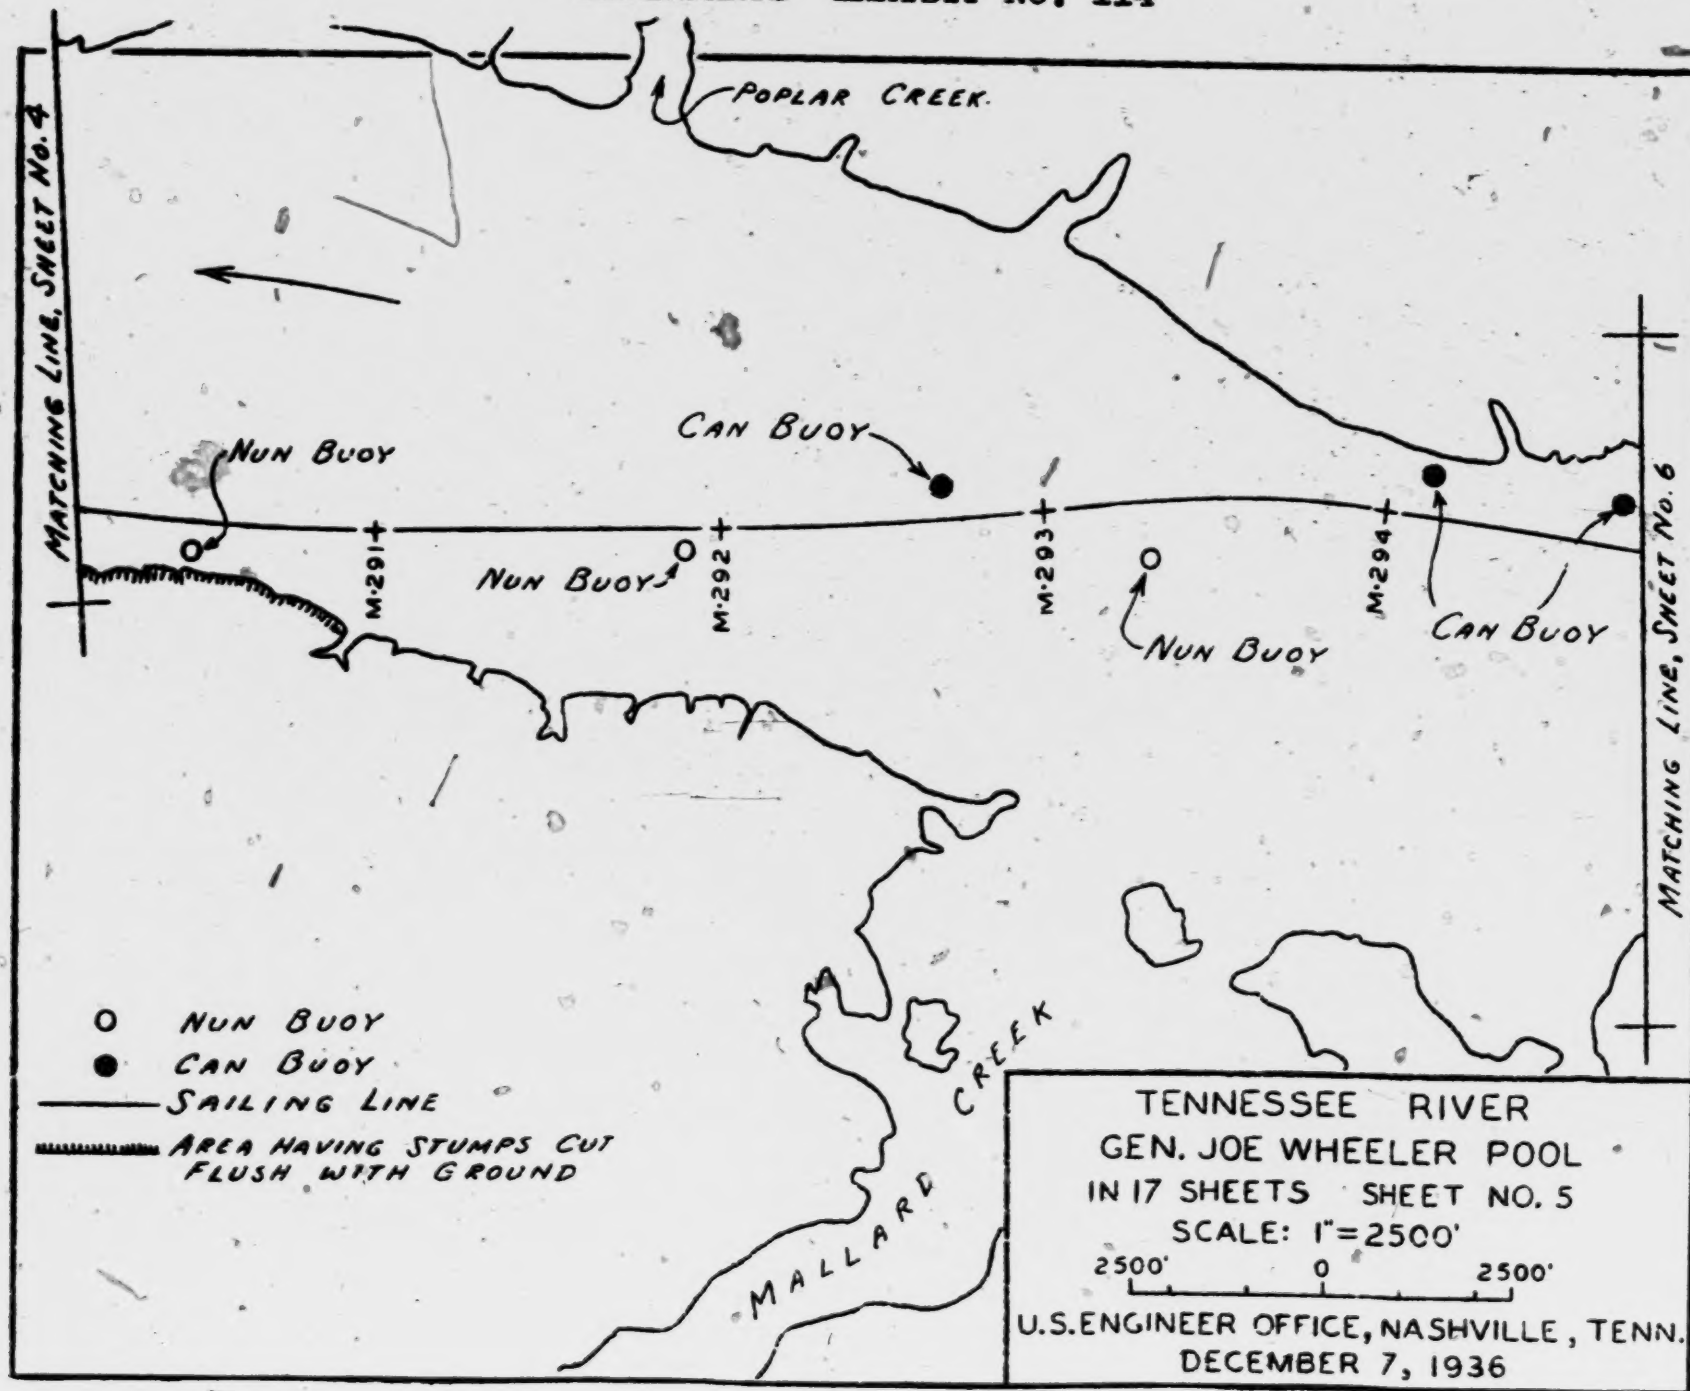 EXHIBIT NO. 114
POPLAR CREEK.
MATCHING LINE, SHEET NO. 4
CAN BUOY
NUN BUOY
M.291
NUN BUOY
M.292
M.293
NUN BUOY
M.294
CAN BUOY
MATCHING LINE, SHEET NO. 6
NUN BUOY
CAN BUOY
SAILING LINE
AREA HAVING STUMPS CUT
FLUSH WITH GROUND
MALLARD CREEK
TENNESSEE RIVER
GEN. JOE WHEELER POOL
IN 17 SHEETS SHEET NO. 5
SCALE: 1"=2500'
2500' 0 2500'
U.S. ENGINEER OFFICE, NASHVILLE, TENN.
DECEMBER 7, 1936